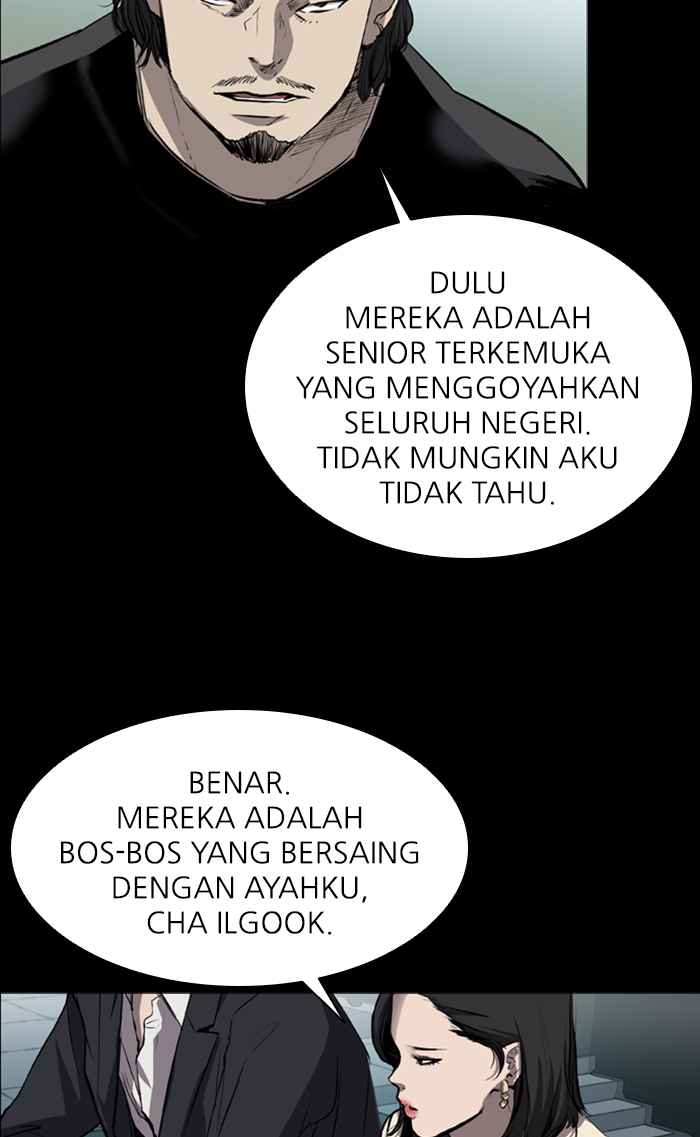 DULU
MEREKA ADALAH
SENIOR TERKEMUKA
YANG MENGGOYAHKAN
SELURUH NEGERI.
TIDAK MUNGKIN AKU
TIDAK TAHU.
BENAR.
MEREKA ADALAH
BOS-BOS YANG BERSAING
DENGAN AYAHKU,
CHA ILGOOK.